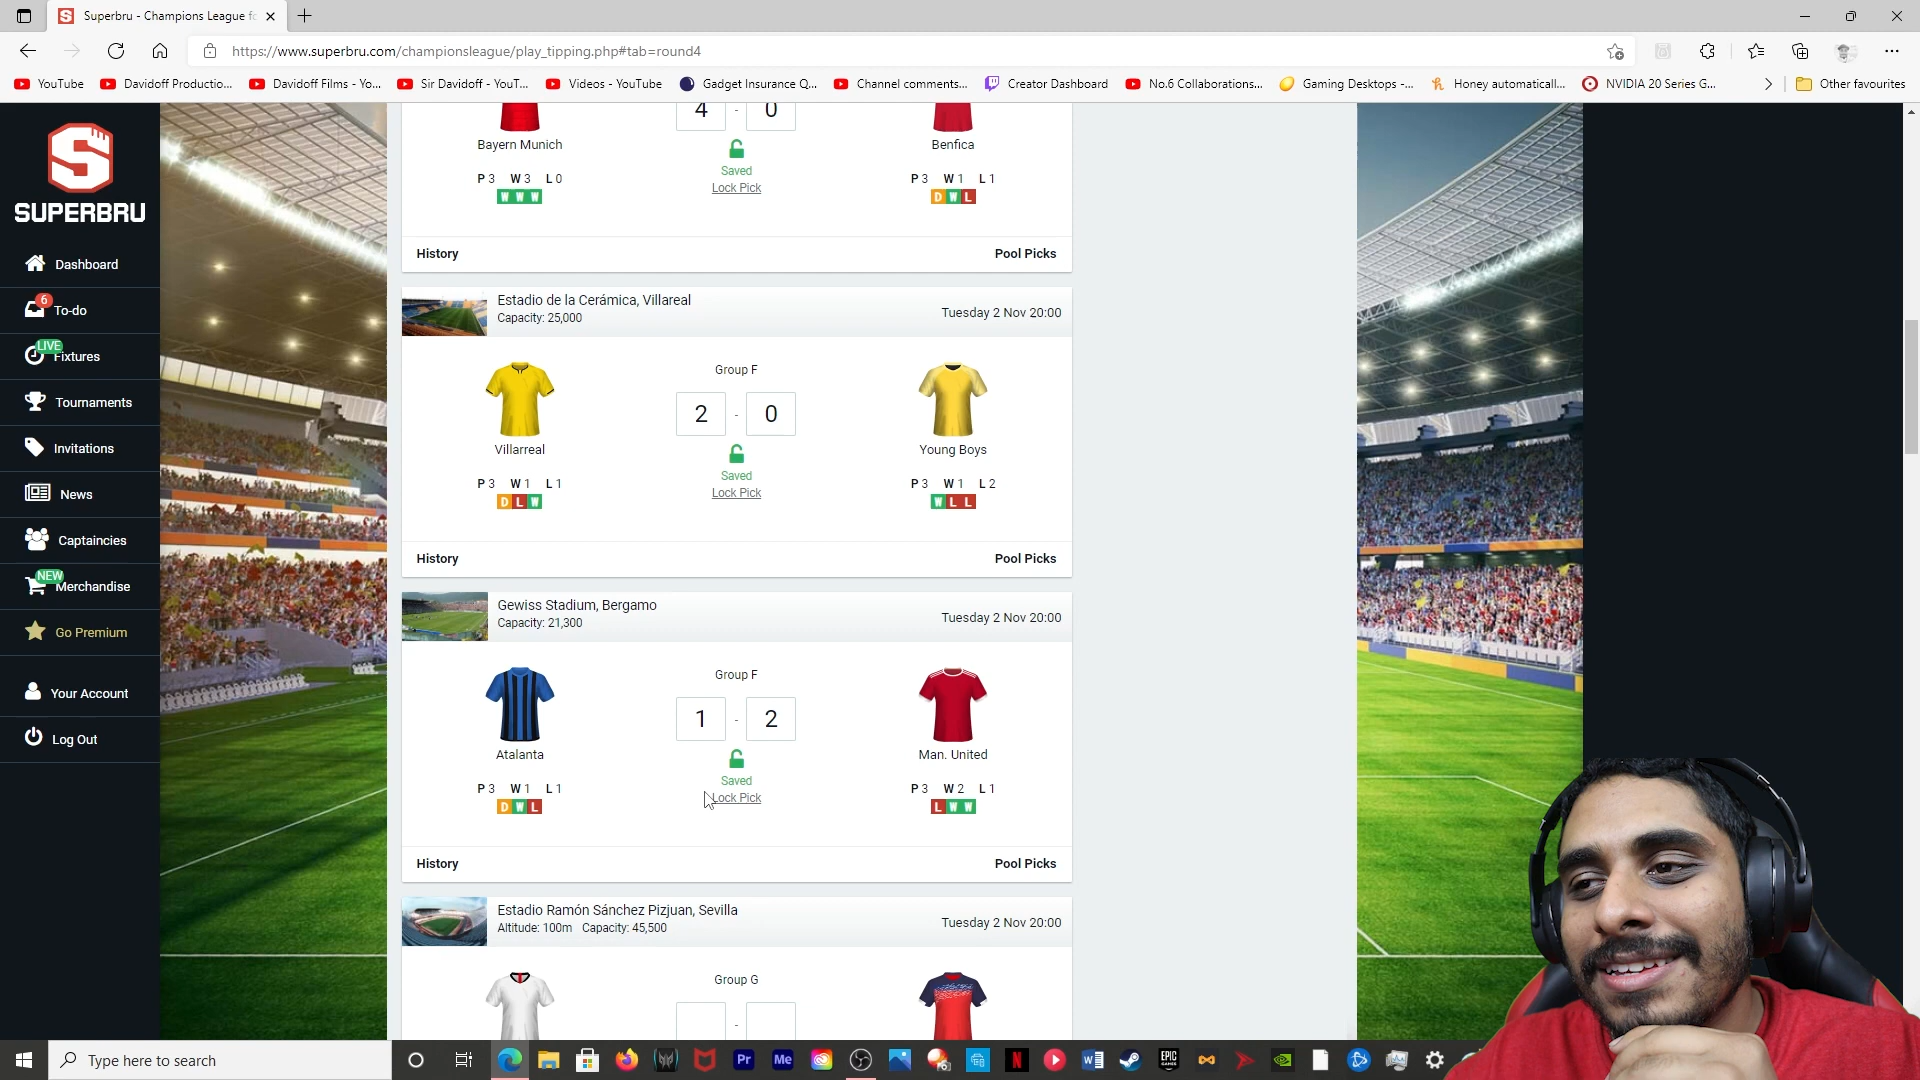 Superbru - Champions League fo
https://www.superbru.com/championsleague/play_tipping.php#tab=round4
YouTube
Davidoff Productio...
Davidoff Films - Yo...
Sir Davidoff - YouT...
Videos - YouTube
Gadget Insurance Q...
Channel comments...
Creator Dashboard
No.6 Collaborations...
Gaming Desktops -...
Honey automaticall...
NVIDIA 20 Series G...
Other favourites
SUPERBRU
Dashboard
6
To-do
LIVE
Fixtures
Tournaments
Invitations
News
Captaincies
NEW
Merchandise
Go Premium
Your Account
Log Out
4 - 0
Bayern Munich
Benfica
Saved
Lock Pick
P 3 W 3 L 0
W W W
P 3 W 1 L 1
D W L
History
Pool Picks
Estadio de la Cerámica, Villareal
Capacity: 25,000
Tuesday 2 Nov 20:00
Group F
2 - 0
Villarreal
Young Boys
Saved
Lock Pick
P 3 W 1 L 1
D L W
P 3 W 1 L 2
W L L
History
Pool Picks
Gewiss Stadium, Bergamo
Capacity: 21,300
Tuesday 2 Nov 20:00
Group F
1 - 2
Atalanta
Man. United
Saved
Lock Pick
P 3 W 1 L 1
D W L
P 3 W 2 L 1
L W W
History
Pool Picks
Estadio Ramón Sánchez Pizjuan, Sevilla
Altitude: 100m Capacity: 45,500
Tuesday 2 Nov 20:00
Group G
-
Type here to search
Pr
Me
N
W
EPIC GAMES